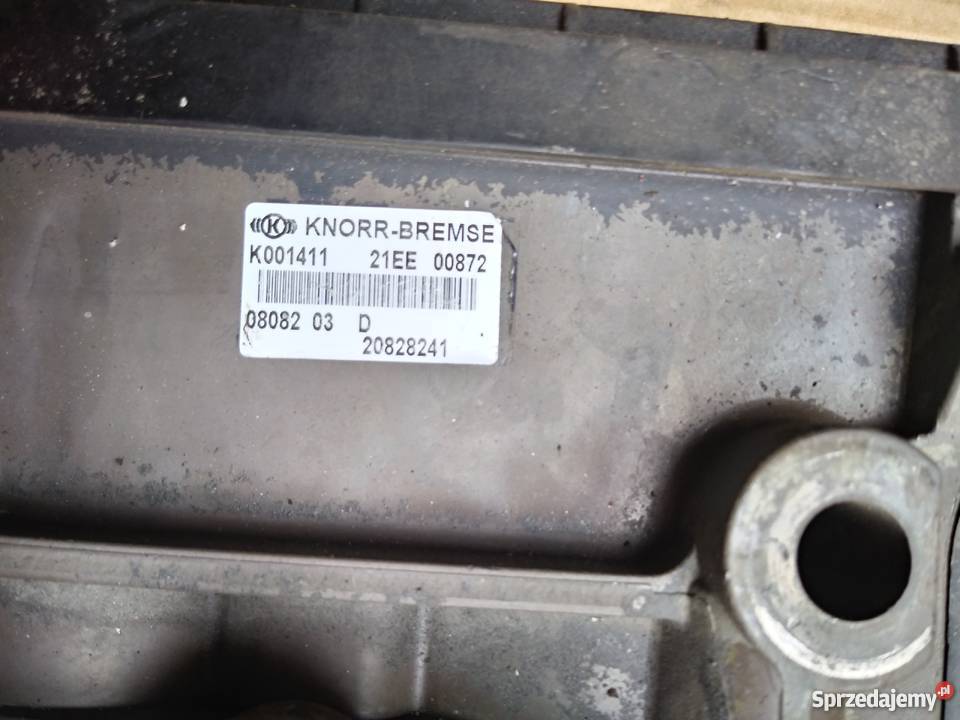 K KNORR-BREMSE
K001411 21EE 00872
08082 03 D
20828241
Sprzedajemy.pl